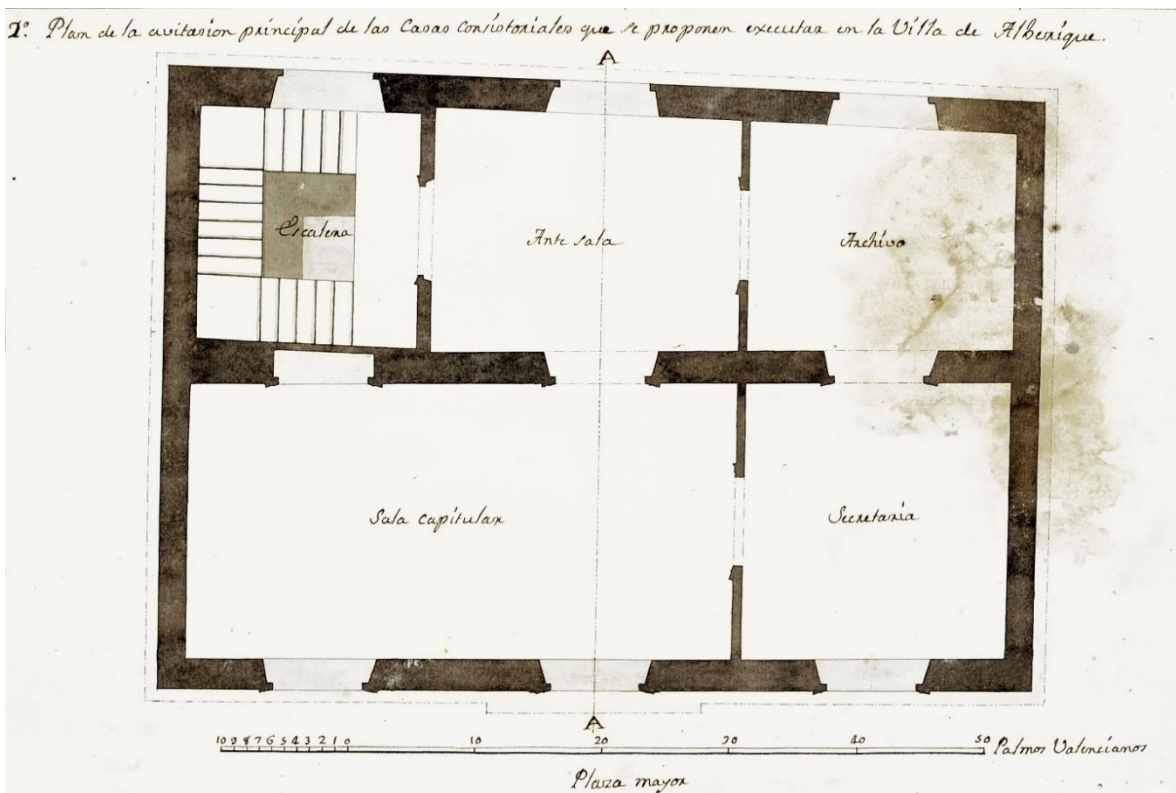 2º. Plan de la avitasion principal de las Casas Consistoriales que se proponen executar en la Villa de Alberique.
A
Escalera
Ante sala
Archivo
Sala capitular
Secretaria
A
10 9 8 7 6 5 4 3 2 1 0 10 20 30 40 50 Palmos Valencianos
Plaza mayor